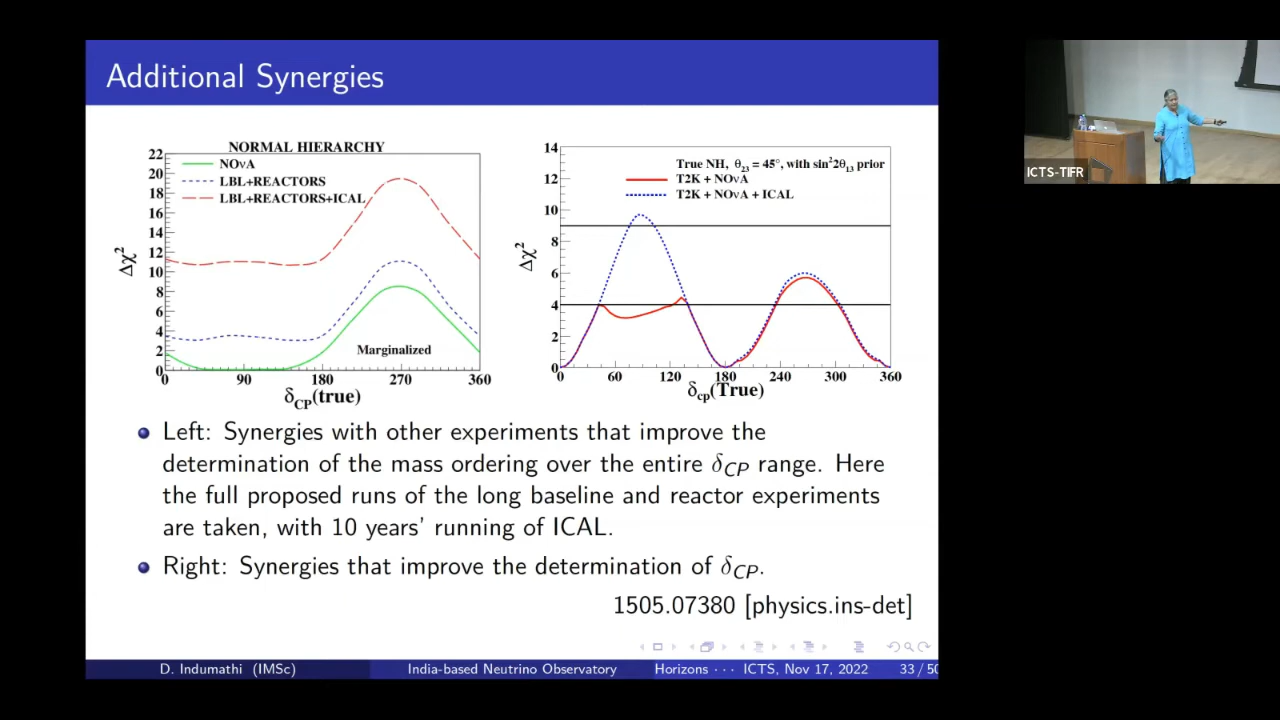 Additional Synergies
NORMAL HIERARCHY
NOνA
LBL+REACTORS
LBL+REACTORS+ICAL
22
20
18
16
14
12
10
8
6
4
2
0
Δχ²
Marginalized
0 90 180 270 360
δCP(true)
True NH, θ23 = 45°, with sin²2θ13 prior
T2K + NOνA
T2K + NOνA + ICAL
14
12
10
8
6
4
2
0
Δχ²
0 60 120 180 240 300 360
δcp(True)
Left: Synergies with other experiments that improve the
determination of the mass ordering over the entire δCP range. Here
the full proposed runs of the long baseline and reactor experiments
are taken, with 10 years' running of ICAL.
Right: Synergies that improve the determination of δCP.
1505.07380 [physics.ins-det]
D. Indumathi (IMSc) India-based Neutrino Observatory Horizons · · · ICTS, Nov 17, 2022 33 / 50
ICTS-TIFR